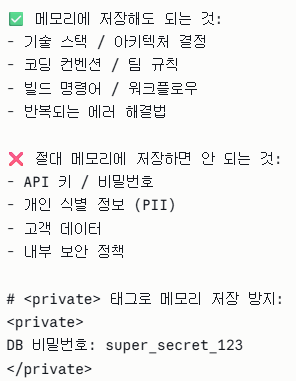 ✅ 메모리에 저장해도 되는 것:
- 기술 스택 / 아키텍처 결정
- 코딩 컨벤션 / 팀 규칙
- 빌드 명령어 / 워크플로우
- 반복되는 에러 해결법

❌ 절대 메모리에 저장하면 안 되는 것:
- API 키 / 비밀번호
- 개인 식별 정보 (PII)
- 고객 데이터
- 내부 보안 정책

# <private> 태그로 메모리 저장 방지:
<private>
DB 비밀번호: super_secret_123
</private>